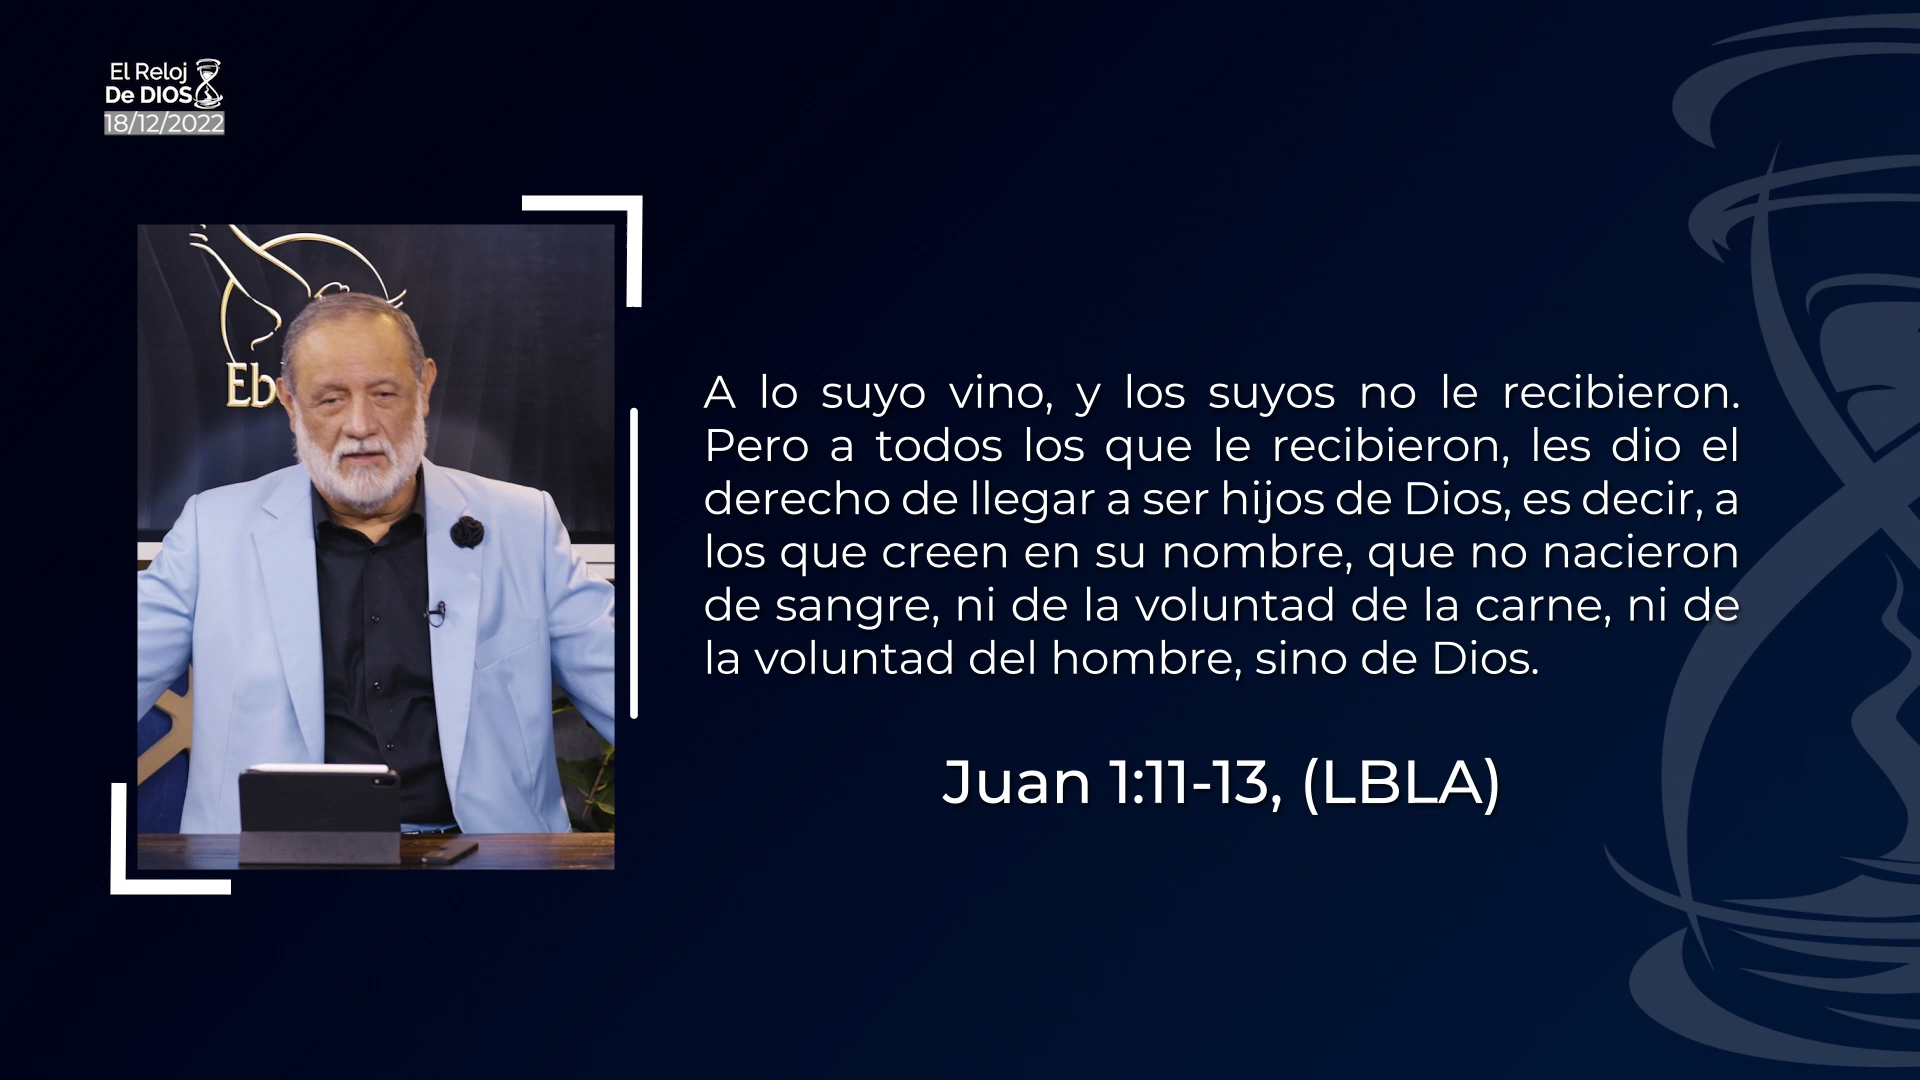 El Reloj
De DIOS
18/12/2022
Eb
A lo suyo vino, y los suyos no le recibieron.
Pero a todos los que le recibieron, les dio el
derecho de llegar a ser hijos de Dios, es decir, a
los que creen en su nombre, que no nacieron
de sangre, ni de la voluntad de la carne, ni de
la voluntad del hombre, sino de Dios.
Juan 1:11-13, (LBLA)